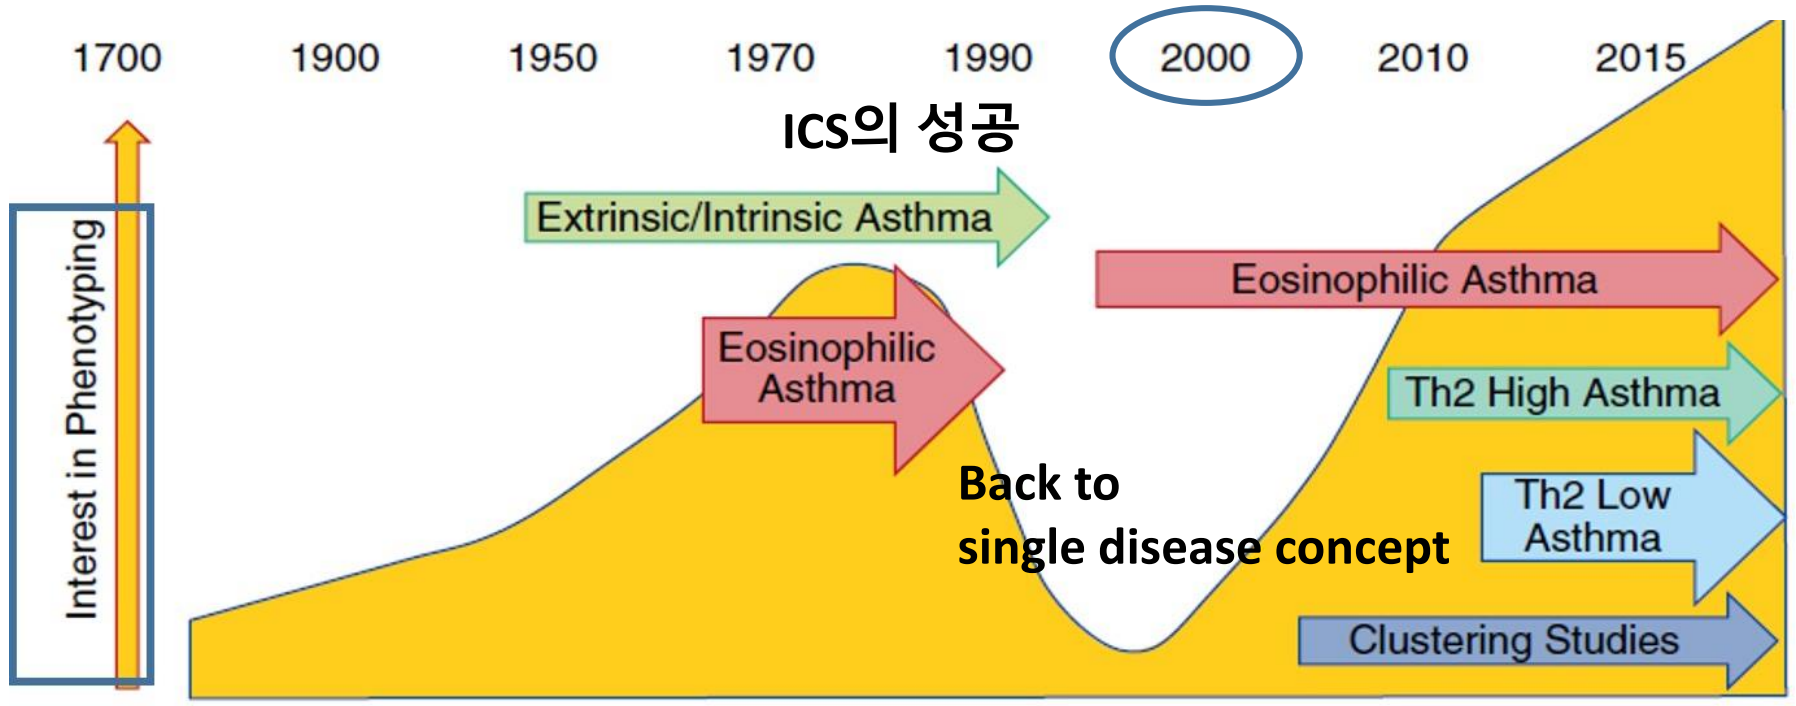 1700 1900 1950 1970 1990 2000 2010 2015
ICS의 성공
Interest in Phenotyping
Extrinsic/Intrinsic Asthma
Eosinophilic Asthma
Eosinophilic
Asthma
Th2 High Asthma
Back to
single disease concept
Th2 Low
Asthma
Clustering Studies